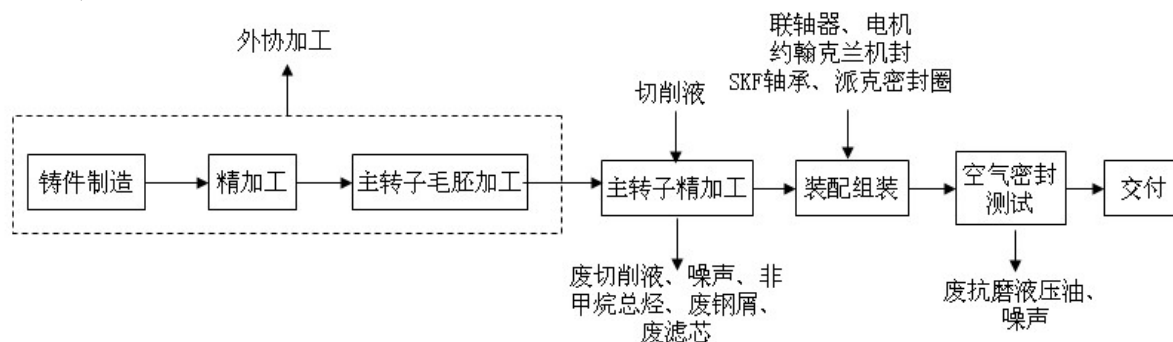 外协加工
联轴器、电机
约翰克兰机封
SKF轴承、派克密封圈
切削液
铸件制造
精加工
主转子毛胚加工
主转子精加工
装配组装
空气密封
测试
交付
废切削液、噪声、非
甲烷总烃、废钢屑、
废滤芯
废抗磨液压油、
噪声